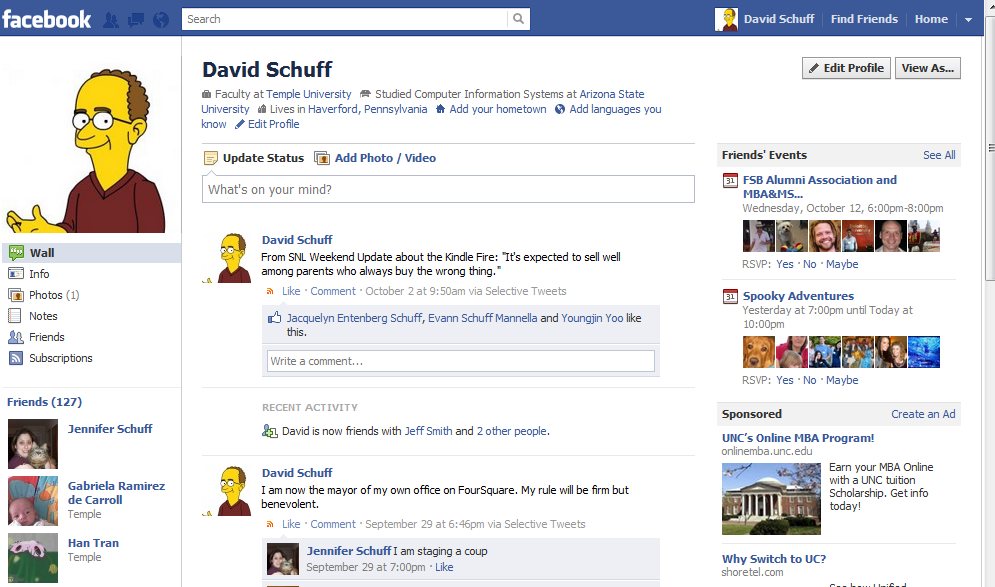 facebook
Search
David Schuff
Find Friends
Home
David Schuff
Edit Profile
View As...
Faculty at Temple University Studied Computer Information Systems at Arizona State
University Lives in Haverford, Pennsylvania Add your hometown Add languages you
know Edit Profile
Update Status Add Photo / Video
What's on your mind?
Wall
Info
Photos (1)
Notes
Friends
Subscriptions
Friends (127)
Jennifer Schuff
Gabriela Ramirez
de Carroll
Temple
Han Tran
Temple
David Schuff
From SNL Weekend Update about the Kindle Fire: "It's expected to sell well
among parents who always buy the wrong thing."
Like · Comment · October 2 at 9:50am via Selective Tweets
Jacquelyn Entenberg Schuff, Evann Schuff Mannella and Youngjin Yoo like
this.
Write a comment...
RECENT ACTIVITY
David is now friends with Jeff Smith and 2 other people.
David Schuff
I am now the mayor of my own office on FourSquare. My rule will be firm but
benevolent.
Like · Comment · September 29 at 6:46pm via Selective Tweets
Jennifer Schuff I am staging a coup
September 29 at 7:00pm · Like
Friends' Events
See All
31
FSB Alumni Association and
MBA&MS...
Wednesday, October 12, 6:00pm-8:00pm
RSVP: Yes · No · Maybe
31
Spooky Adventures
Yesterday at 7:00pm until Today at
10:00pm
RSVP: Yes · No · Maybe
Sponsored
Create an Ad
UNC's Online MBA Program!
onlinemba.unc.edu
Earn your MBA Online
with a UNC tuition
Scholarship. Get info
today!
Why Switch to UC?
shoretel.com
See how Unified